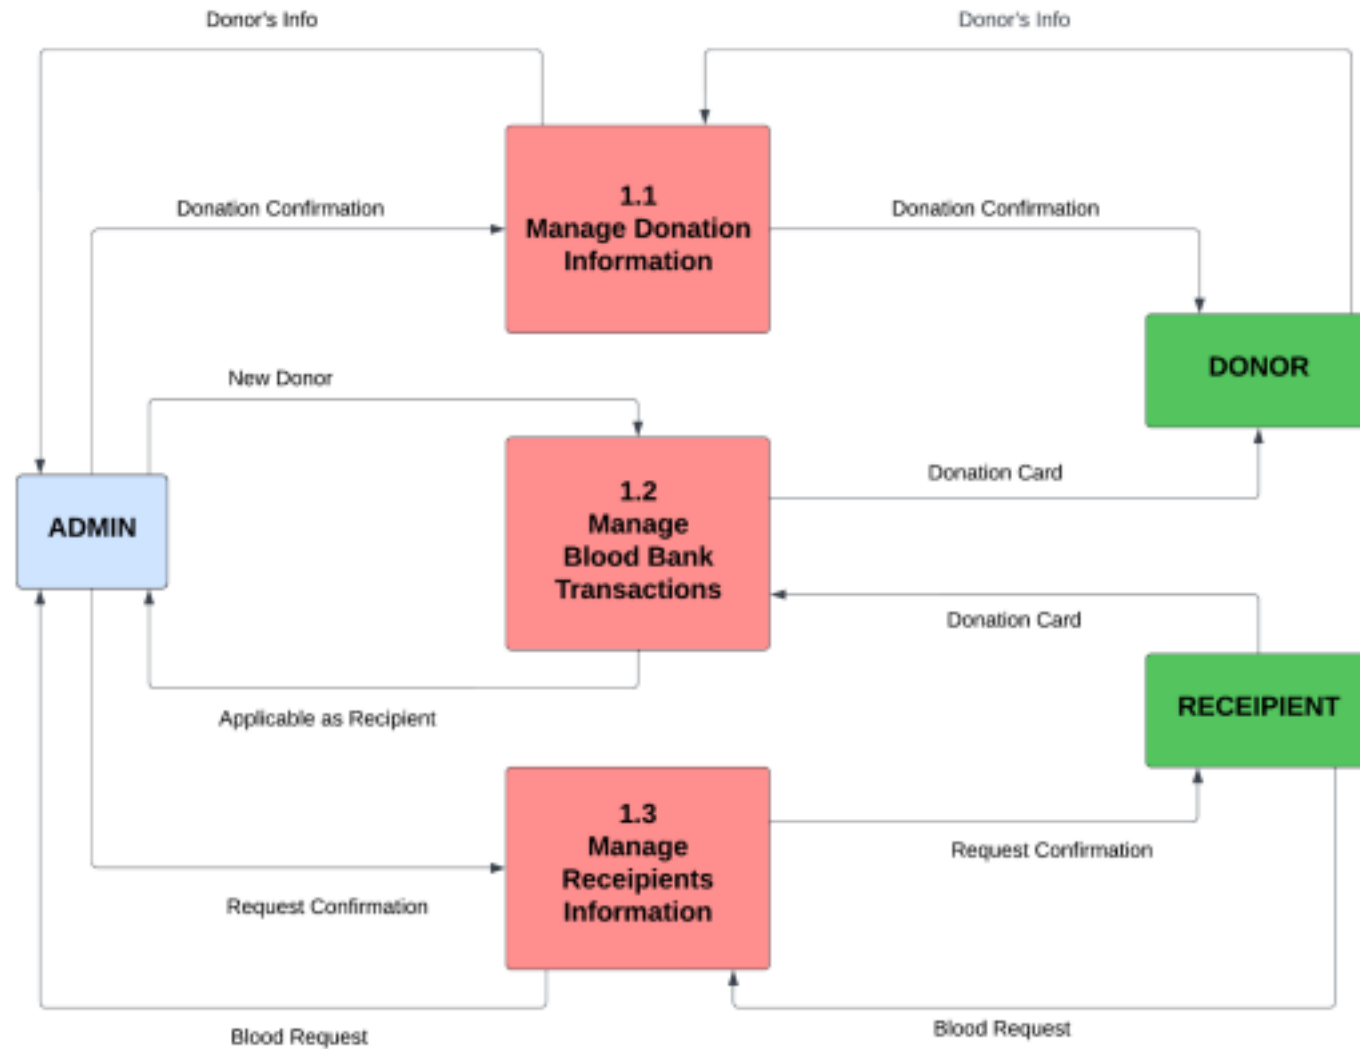 Donor's Info
Donor's Info
Donation Confirmation
1.1
Manage Donation
Information
Donation Confirmation
DONOR
New Donor
ADMIN
1.2
Manage
Blood Bank
Transactions
Donation Card
Donation Card
RECEIPIENT
Applicable as Recipient
1.3
Manage
Receipients
Information
Request Confirmation
Request Confirmation
Blood Request
Blood Request